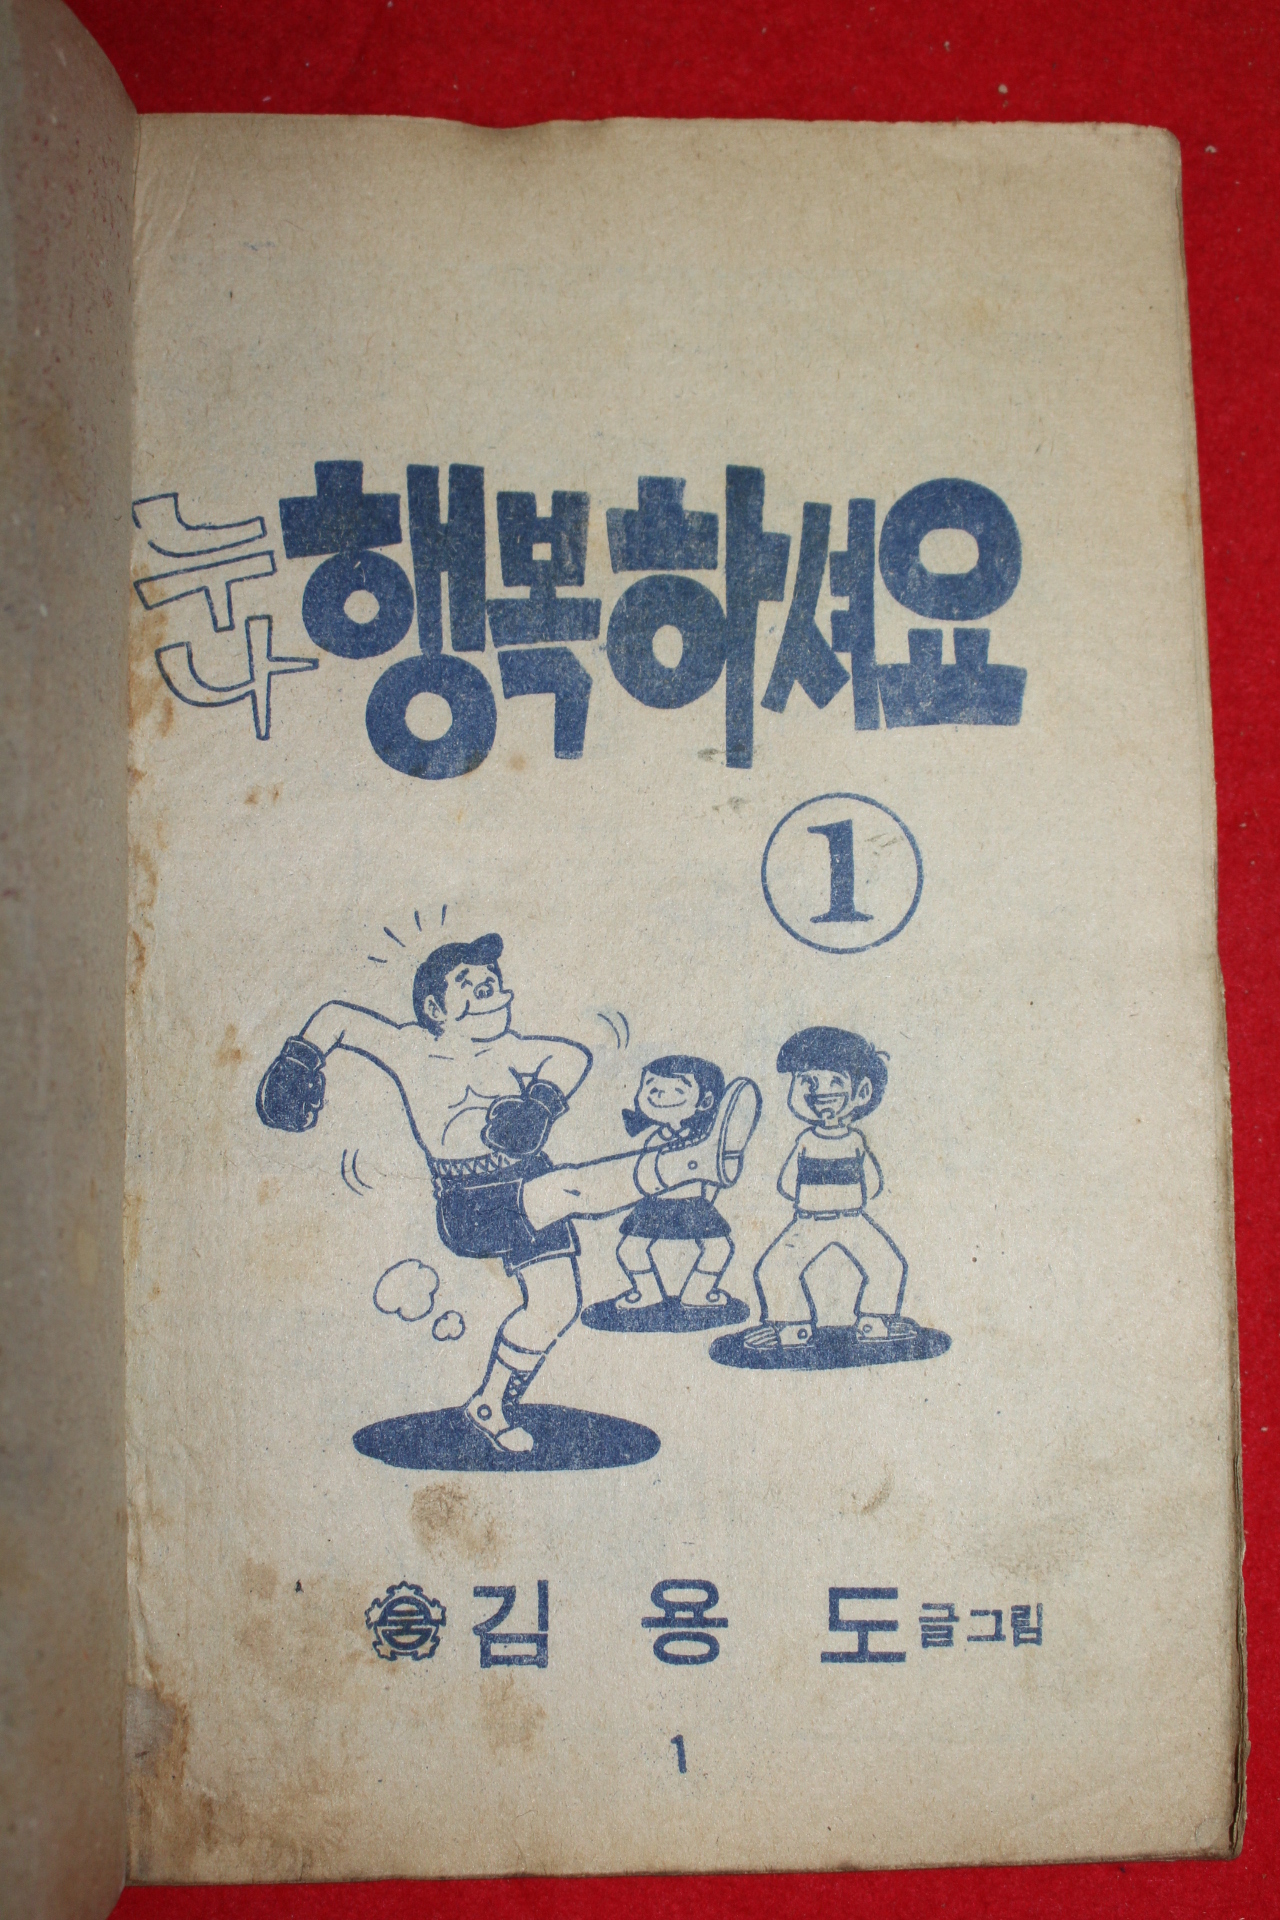 누나 행복하셔요
1
김용도 글 그림
1